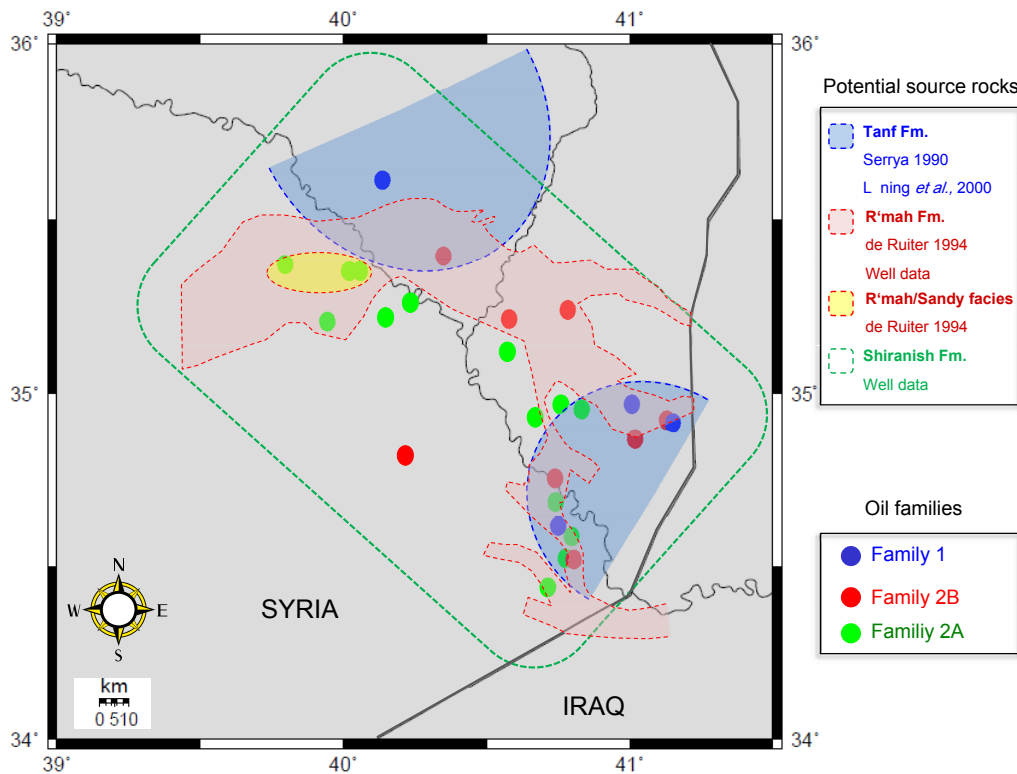 39° 40° 41°
36° 36°
Potential source rocks
Tanf Fm.
Serrya 1990
L ning et al., 2000
R'mah Fm.
de Ruiter 1994
Well data
R'mah/Sandy facies
de Ruiter 1994
Shiranish Fm.
Well data
35° 35°
Oil families
Family 1
Family 2B
Familiy 2A
N
W E
S
SYRIA
km
0 510
IRAQ
34° 34°
39° 40° 41°